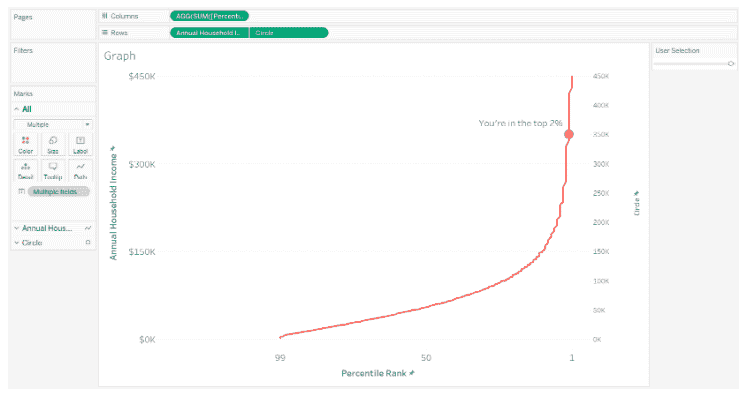 Pages
Columns
AGG(SUM([Percenti..
Rows
Annual Household I..
Circle
Filters
Graph
User Selection
Marks
All
Multiple
Color
Size
Label
Detail
Tooltip
Path
Multiple fields
Annual Hous...
Circle
$450K
$300K
$150K
$0K
Annual Household Income
You're in the top 2%
450K
400K
350K
300K
250K
200K
150K
100K
50K
0K
99
50
1
Percentile Rank